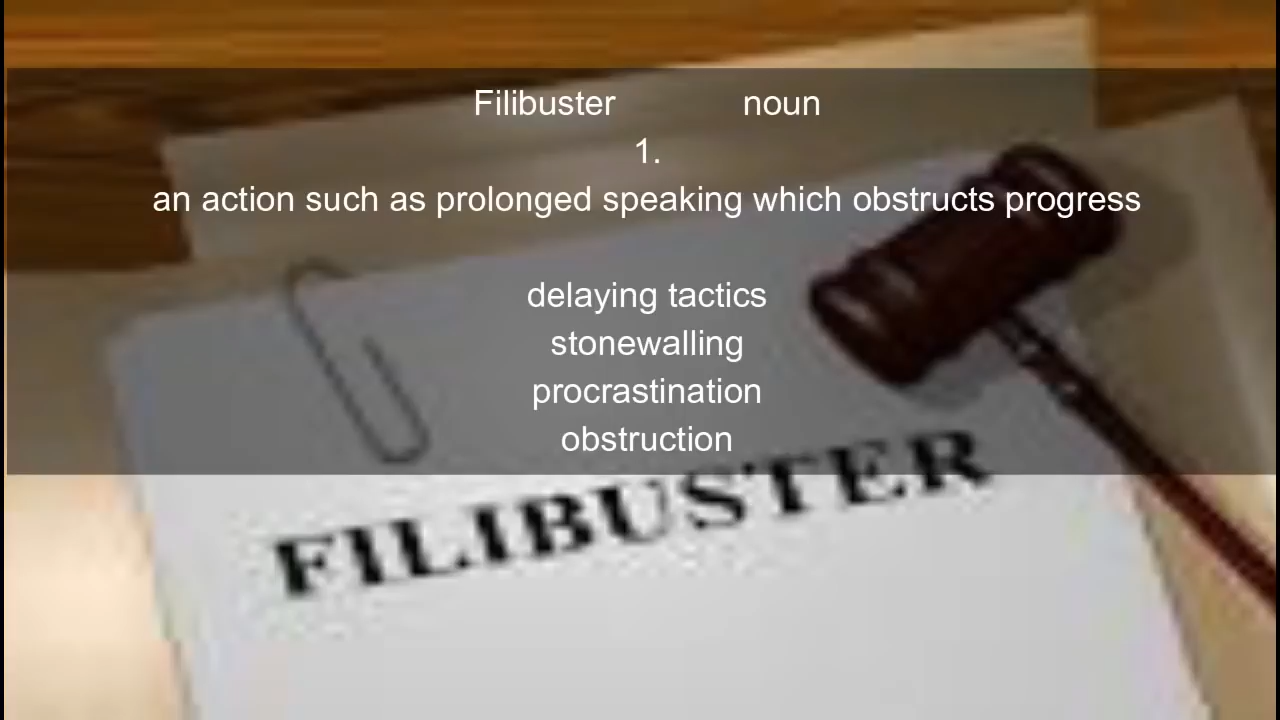 Filibuster noun
1.
an action such as prolonged speaking which obstructs progress
delaying tactics
stonewalling
procrastination
obstruction
FILIBUSTER